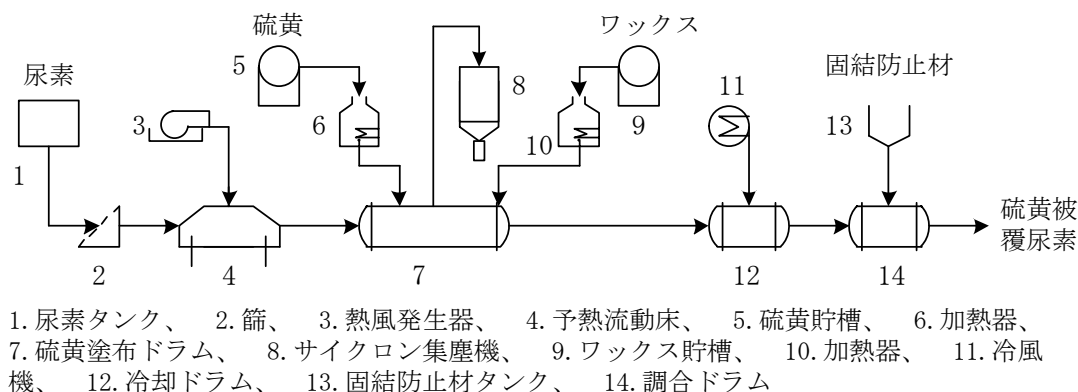 硫黄
ワックス
尿素
固結防止材
5
8
11
3
6
10
9
13
1
硫黄被
覆尿素
2
4
7
12
14
1.尿素タンク、 2.篩、 3.熱風発生器、 4.予熱流動床、 5.硫黄貯槽、 6.加熱器、
7.硫黄塗布ドラム、 8.サイクロン集塵機、 9.ワックス貯槽、 10.加熱器、 11.冷風
機、 12.冷却ドラム、 13.固結防止材タンク、 14.調合ドラム